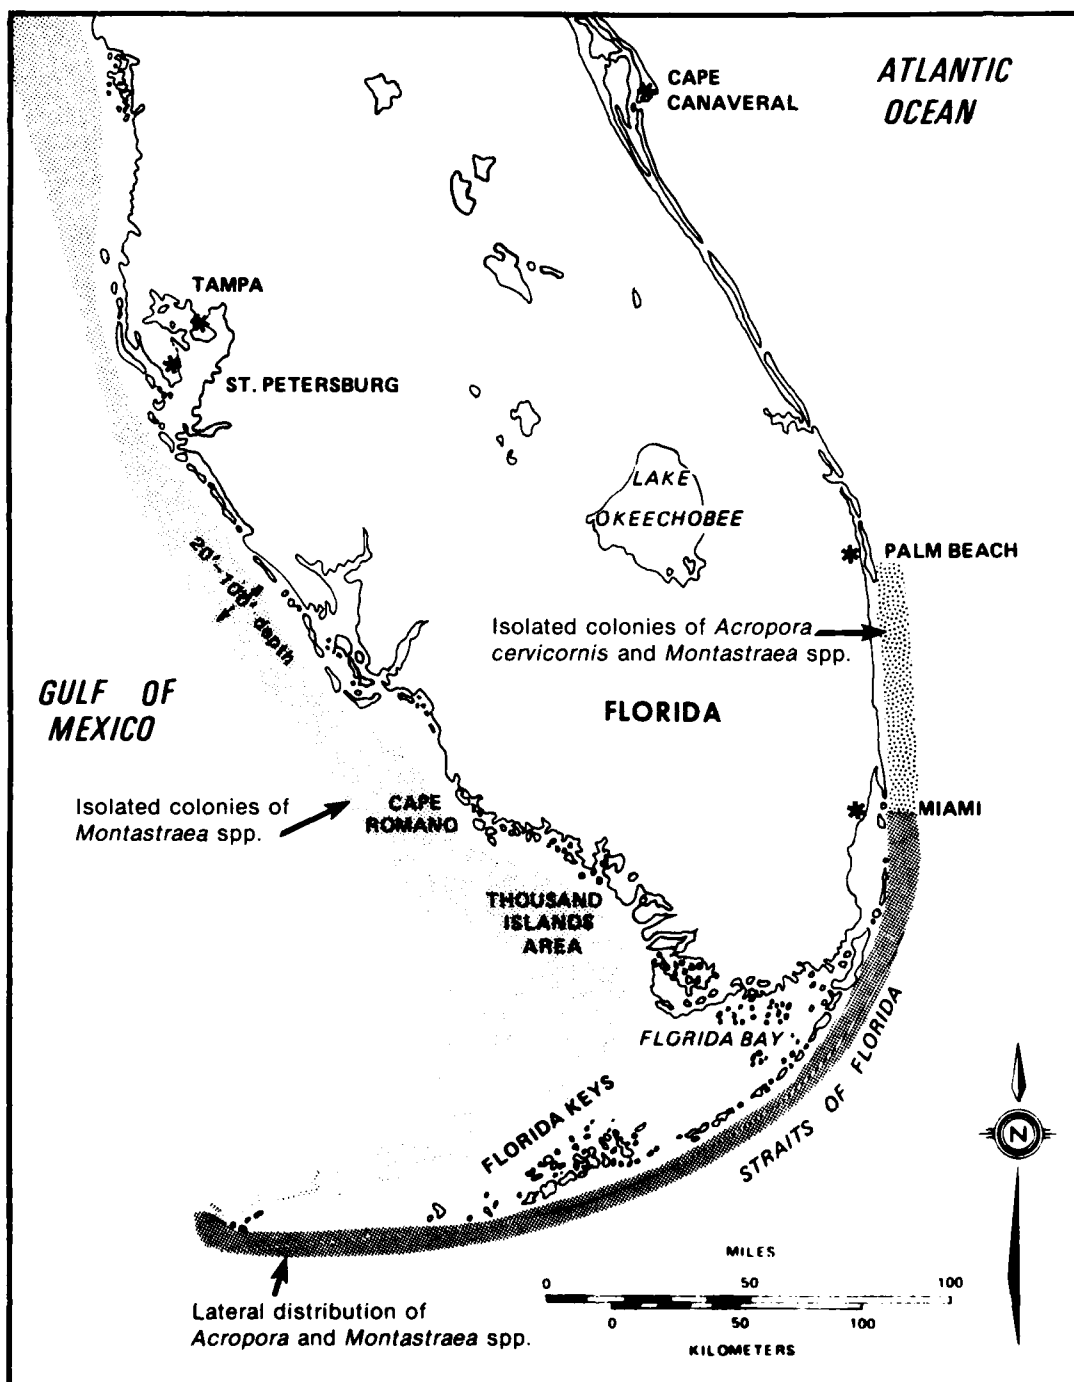 ATLANTIC
OCEAN
CAPE
CANAVERAL
TAMPA
ST. PETERSBURG
LAKE
OKEECHOBEE
PALM BEACH
20'-100' depth
Isolated colonies of Acropora
cervicornis and Montastraea spp.
GULF OF
MEXICO
FLORIDA
Isolated colonies of
Montastraea spp.
CAPE
ROMANO
MIAMI
THOUSAND
ISLANDS
AREA
FLORIDA BAY
STRAITS OF FLORIDA
FLORIDA KEYS
N
Lateral distribution of
Acropora and Montastraea spp.
MILES
0 50 100
0 50 100
KILOMETERS